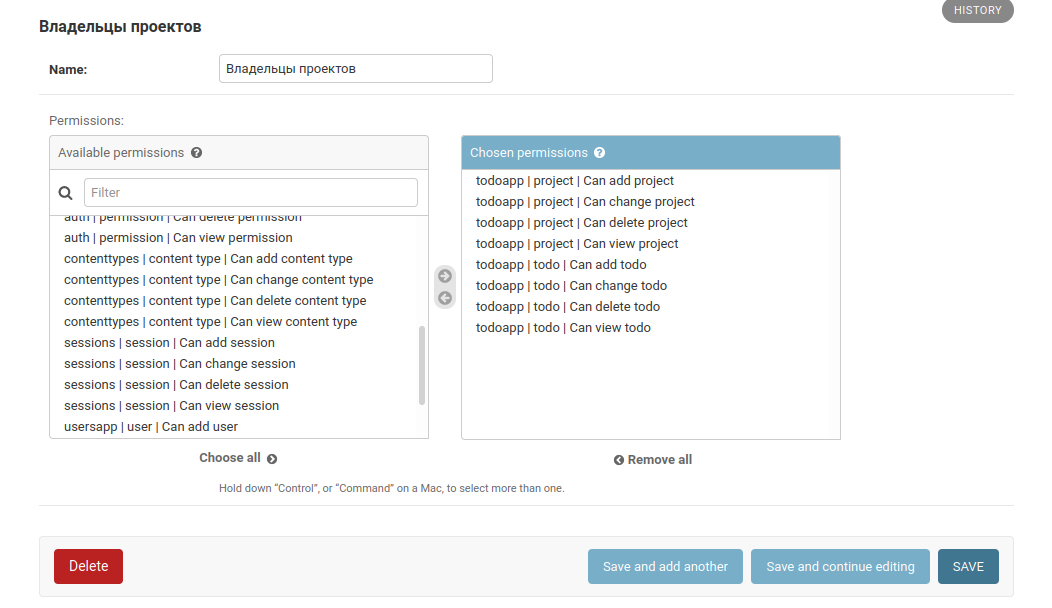 HISTORY
Владельцы проектов
Name:
Владельцы проектов
Permissions:
Available permissions ?
Filter
auth | permission | Can delete permission
auth | permission | Can view permission
contenttypes | content type | Can add content type
contenttypes | content type | Can change content type
contenttypes | content type | Can delete content type
contenttypes | content type | Can view content type
sessions | session | Can add session
sessions | session | Can change session
sessions | session | Can delete session
sessions | session | Can view session
usersapp | user | Can add user
Choose all
Chosen permissions ?
todoapp | project | Can add project
todoapp | project | Can change project
todoapp | project | Can delete project
todoapp | project | Can view project
todoapp | todo | Can add todo
todoapp | todo | Can change todo
todoapp | todo | Can delete todo
todoapp | todo | Can view todo
Remove all
Hold down “Control”, or “Command” on a Mac, to select more than one.
Delete
Save and add another
Save and continue editing
SAVE